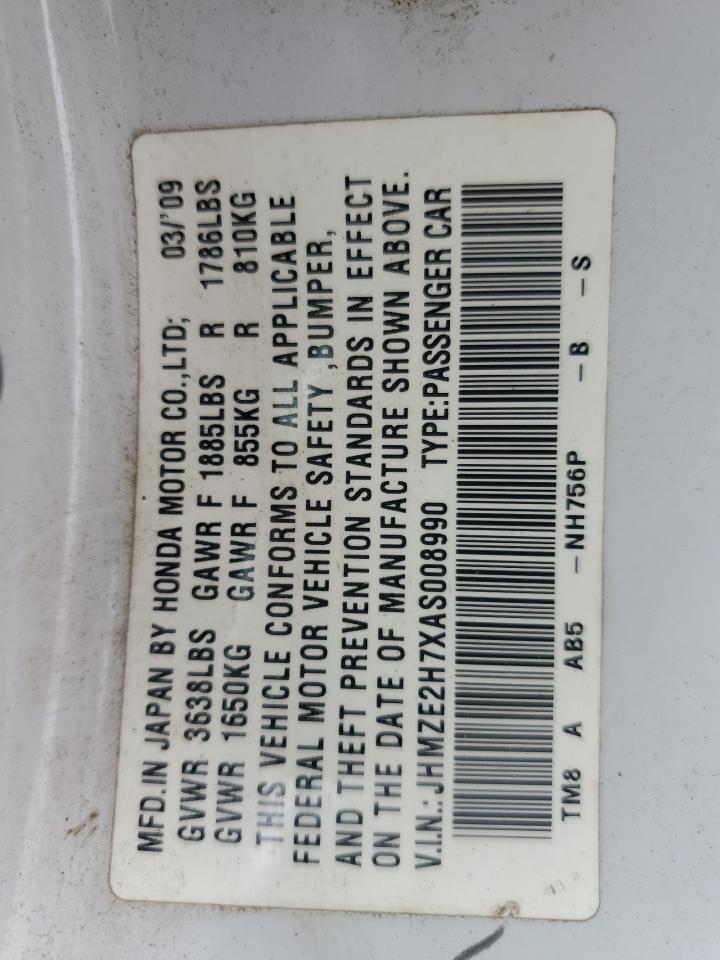 MFD.IN JAPAN BY HONDA MOTOR CO.,LTD; 03/'09
GVWR 3638LBS GAWR F 1885LBS R 1786LBS
GVWR 1650KG GAWR F 855KG R 810KG
THIS VEHICLE CONFORMS TO ALL APPLICABLE
FEDERAL MOTOR VEHICLE SAFETY ,BUMPER,
AND THEFT PREVENTION STANDARDS IN EFFECT
ON THE DATE OF MANUFACTURE SHOWN ABOVE.
V.I.N.: JHMZE2H7XAS008990 TYPE:PASSENGER CAR
TM8 A AB5 -NH756P -B -S